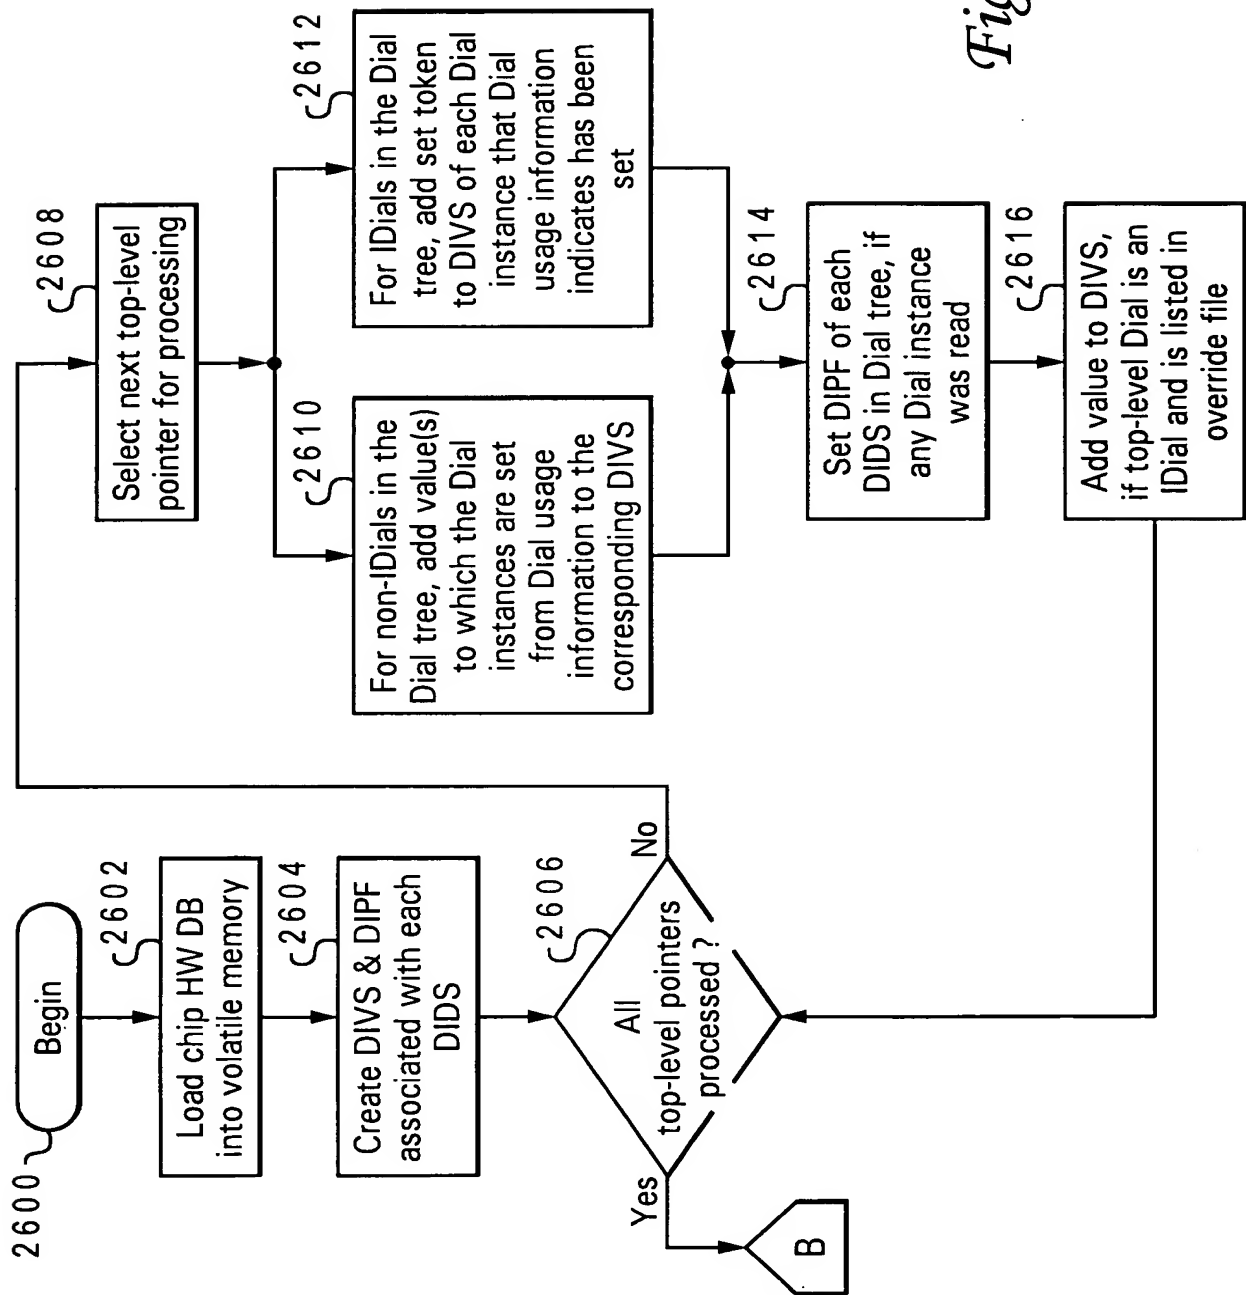 2600
Begin
2602
Load chip HW DB
into volatile memory
2604
Create DIVS & DIPF
associated with each
DIDS
2606
All
top-level pointers
processed ?
Yes
No
B
2608
Select next top-level
pointer for processing
2610
For non-IDials in the
Dial tree, add value(s)
to which the Dial
instances are set
from Dial usage
information to the
corresponding DIVS
2612
For IDials in the Dial
tree, add set token
to DIVS of each Dial
instance that Dial
usage information
indicates has been
set
2614
Set DIPF of each
DIDS in Dial tree, if
any Dial instance
was read
2616
Add value to DIVS,
if top-level Dial is an
IDial and is listed in
override file